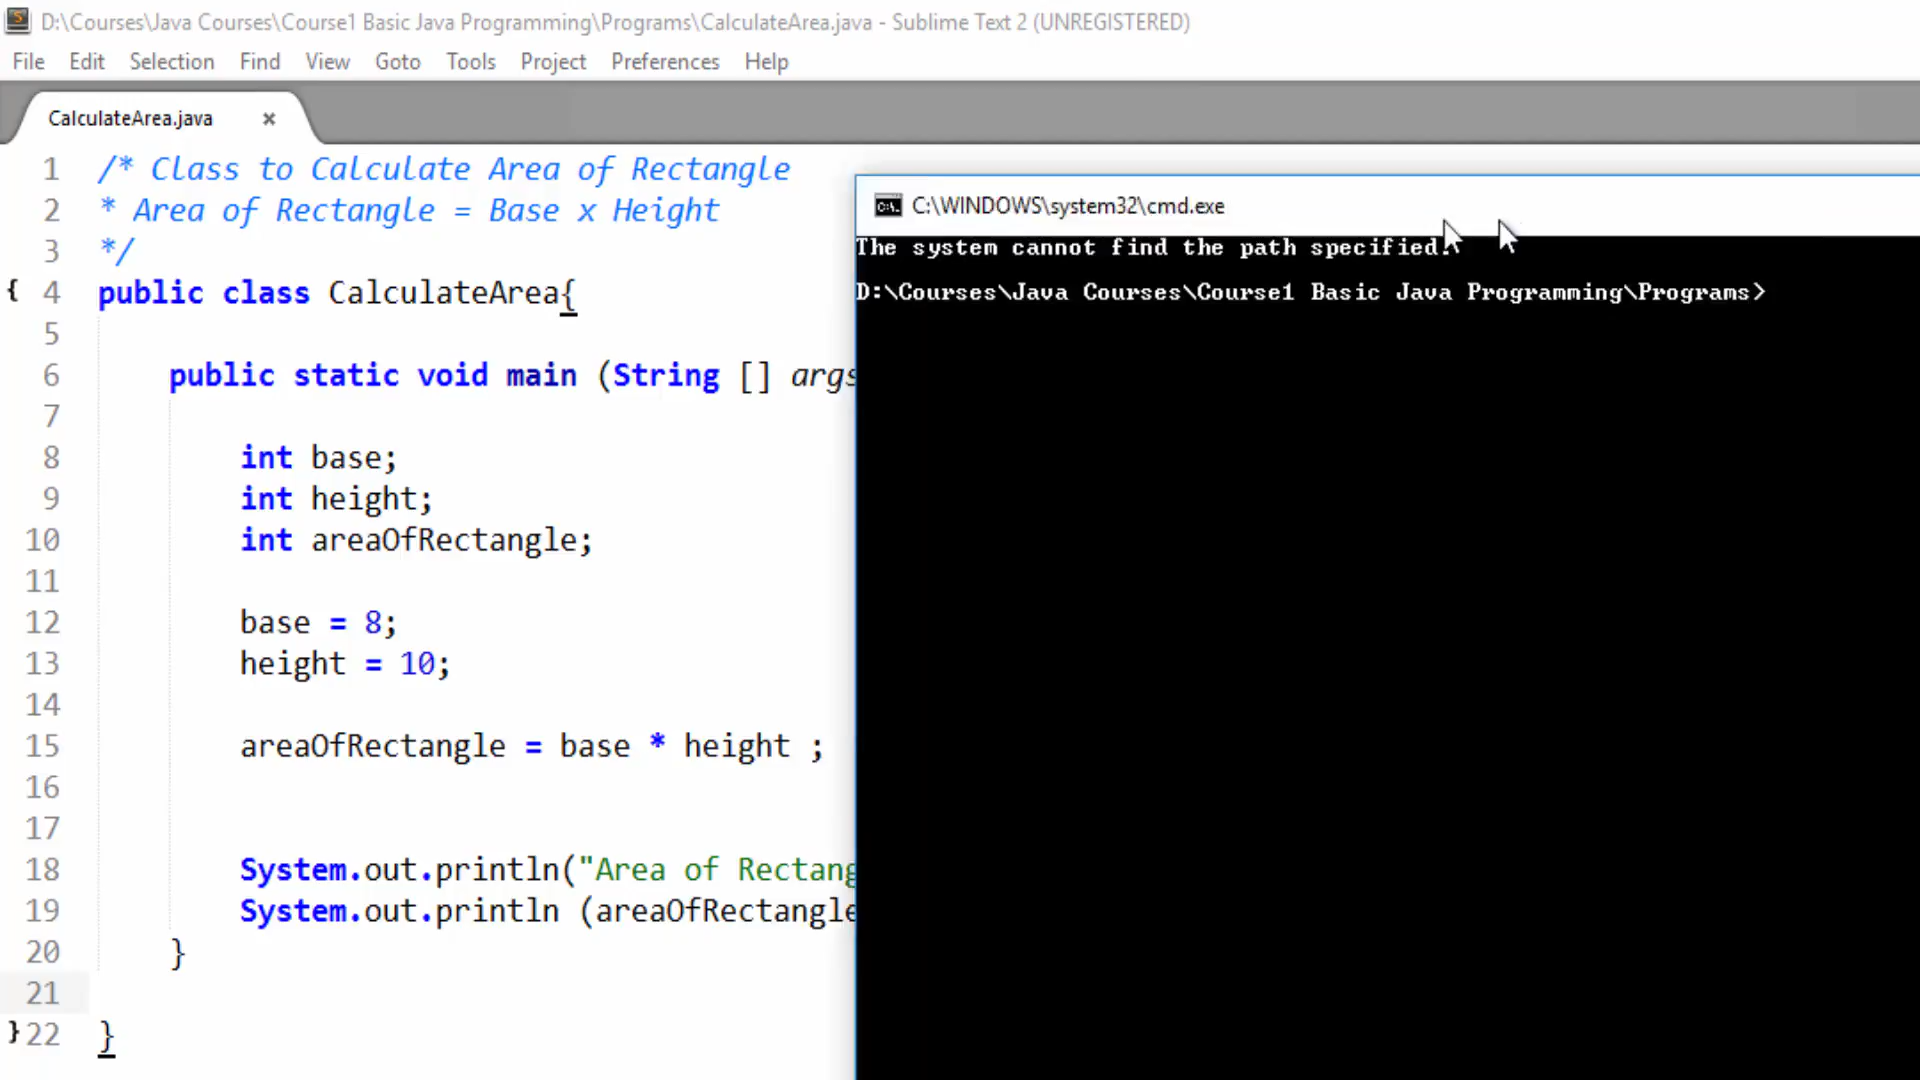 D:\Courses\Java Courses\Course1 Basic Java Programming\Programs\CalculateArea.java - Sublime Text 2 (UNREGISTERED)
File Edit Selection Find View Goto Tools Project Preferences Help
CalculateArea.java ×
1 /* Class to Calculate Area of Rectangle
2 * Area of Rectangle = Base x Height
3 */
{ 4 public class CalculateArea{
5
6 public static void main (String [] args
7
8 int base;
9 int height;
10 int areaOfRectangle;
11
12 base = 8;
13 height = 10;
14
15 areaOfRectangle = base * height ;
16
17
18 System.out.println("Area of Rectang
19 System.out.println (areaOfRectangle
20 }
21
}22 }
C:\WINDOWS\system32\cmd.exe
The system cannot find the path specified.
D:\Courses\Java Courses\Course1 Basic Java Programming\Programs>